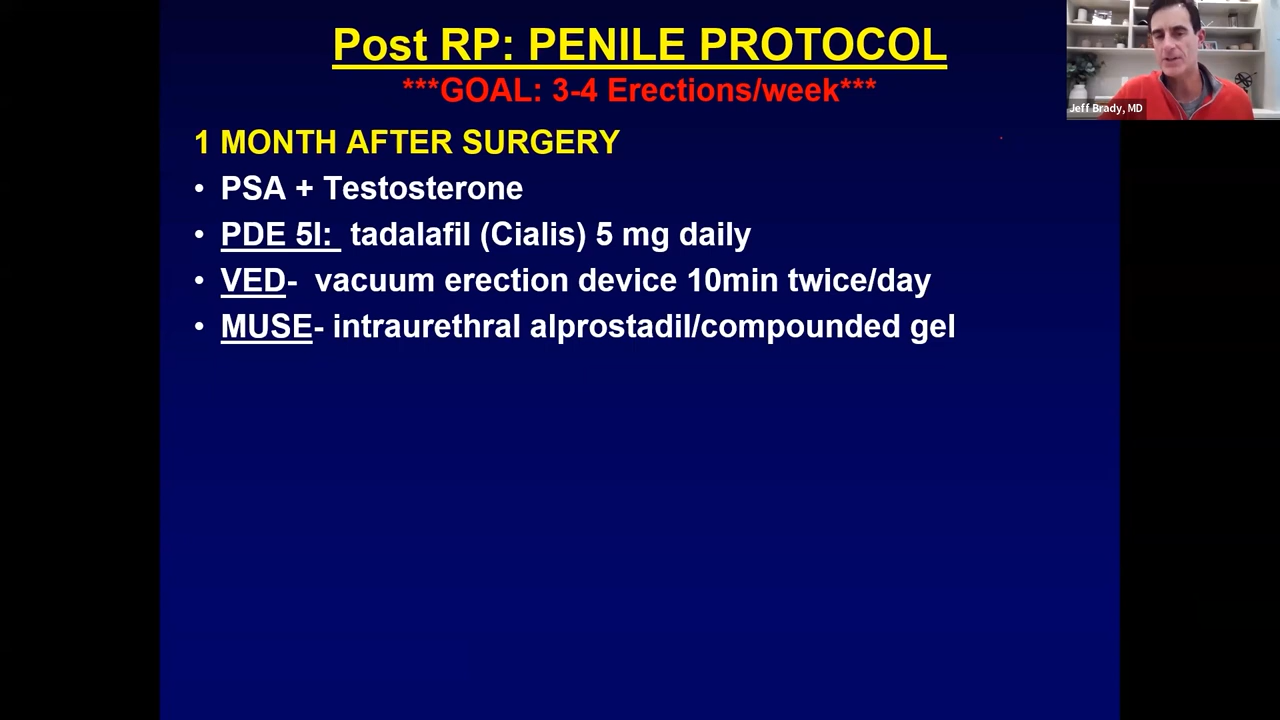 Post RP: PENILE PROTOCOL
***GOAL: 3-4 Erections/week***
Jeff Brady, MD
1 MONTH AFTER SURGERY
• PSA + Testosterone
• PDE 5I: tadalafil (Cialis) 5 mg daily
• VED- vacuum erection device 10min twice/day
• MUSE- intraurethral alprostadil/compounded gel